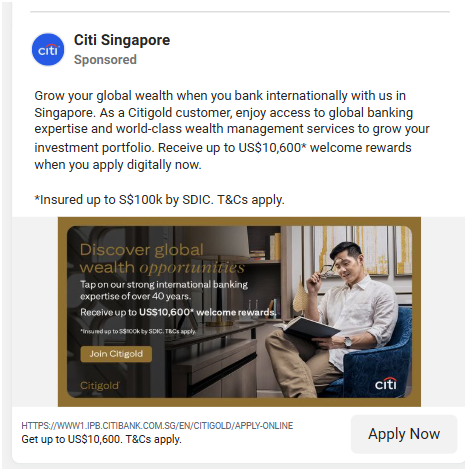 citi
Citi Singapore
Sponsored
Grow your global wealth when you bank internationally with us in
Singapore. As a Citigold customer, enjoy access to global banking
expertise and world-class wealth management services to grow your
investment portfolio. Receive up to US$10,600* welcome rewards
when you apply digitally now.
*Insured up to S$100k by SDIC. T&Cs apply.
Discover global
wealth opportunities
Tap on our strong international banking
expertise of over 40 years.
Receive up to US$10,600* welcome rewards.
*Insured up to S$100k by SDIC. T&Cs apply.
Join Citigold
Citigold
citi
HTTPS://WWW1.IPB.CITIBANK.COM.SG/EN/CITIGOLD/APPLY-ONLINE
Get up to US$10,600. T&Cs apply.
Apply Now